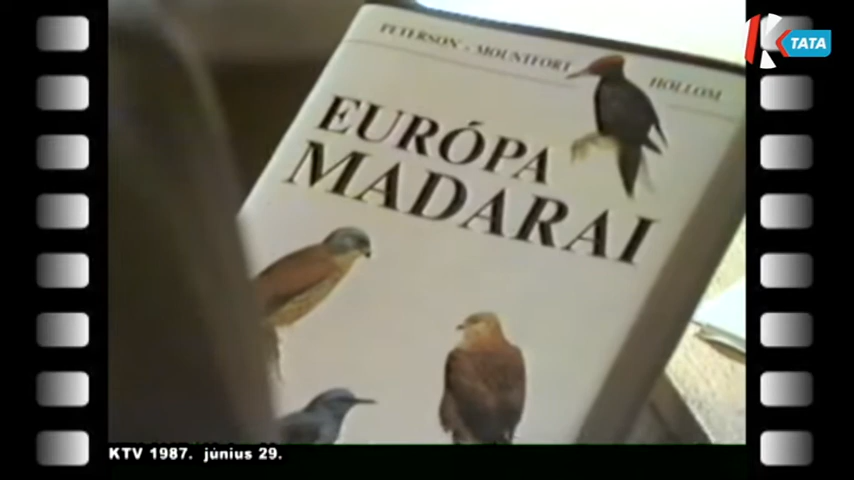 TATA
PETERSON - MOUNTFORT HOLLOM
EURÓPA
MADARAI
KTV 1987. június 29.